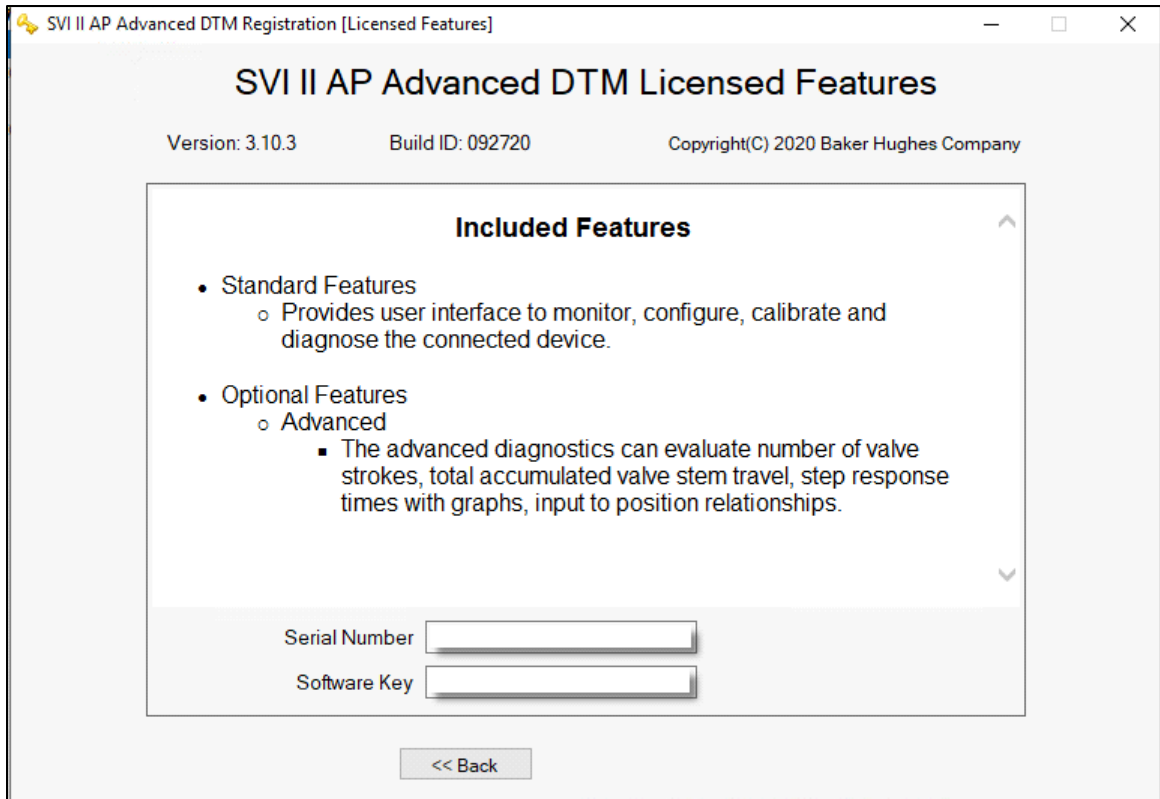 SVI II AP Advanced DTM Registration [Licensed Features]
SVI II AP Advanced DTM Licensed Features
Version: 3.10.3 Build ID: 092720 Copyright(C) 2020 Baker Hughes Company
Included Features
Standard Features
Provides user interface to monitor, configure, calibrate and
diagnose the connected device.
Optional Features
Advanced
The advanced diagnostics can evaluate number of valve
strokes, total accumulated valve stem travel, step response
times with graphs, input to position relationships.
Serial Number
Software Key
<< Back